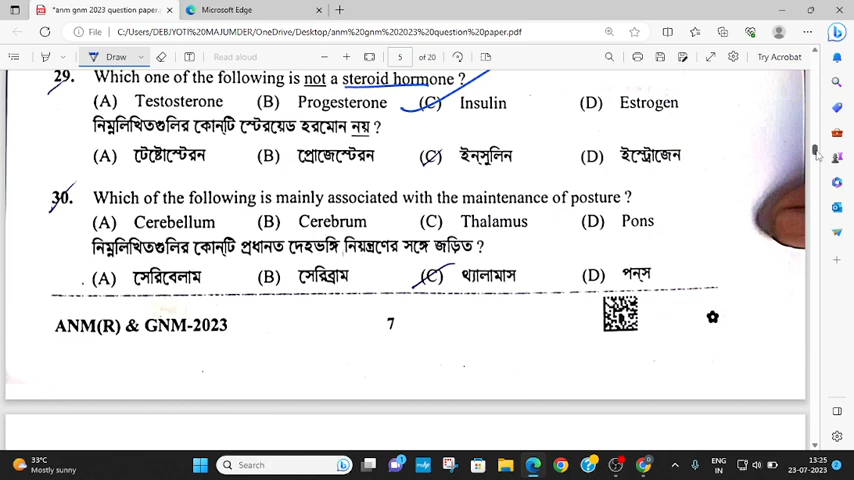 *anm gnm 2023 question paper
Microsoft Edge
File
C:/Users/DEBJYOTI%20MAJUMDER/OneDrive/Desktop/anm%20gnm%202023%20question%20paper.pdf
Draw
Read aloud
5
of 20
Try Acrobat
29. Which one of the following is not a steroid hormone ?
(A) Testosterone (B) Progesterone (C) Insulin (D) Estrogen
নিম্নলিখিতগুলির কোন্‌টি স্টেরয়েড হরমোন নয় ?
(A) টেষ্টোস্টেরন (B) প্রোজেস্টেরন (C) ইন্‌সুলিন (D) ইস্ট্রোজেন
30. Which of the following is mainly associated with the maintenance of posture ?
(A) Cerebellum (B) Cerebrum (C) Thalamus (D) Pons
নিম্নলিখিতগুলির কোন্‌টি প্রধানত দেহভঙ্গি নিয়ন্ত্রণের সঙ্গে জড়িত ?
(A) সেরিবেলাম (B) সেরিব্রাম (C) থ্যালামাস (D) পন্‌স
ANM(R) & GNM-2023 7
33°C
Mostly sunny
Search
ENG
IN
13:25
23-07-2023